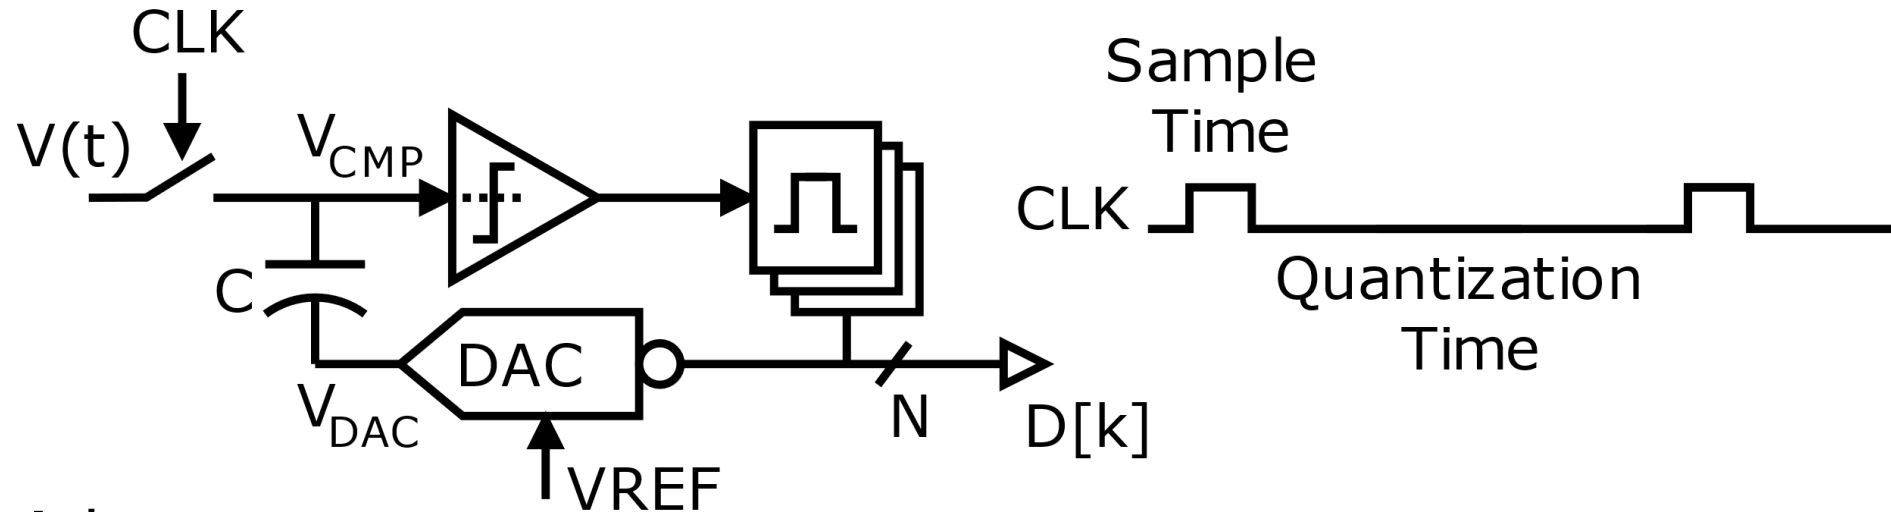 CLK
V(t)
VCMP
C
DAC
VDAC
VREF
N
D[k]
Sample
Time
CLK
Quantization
Time